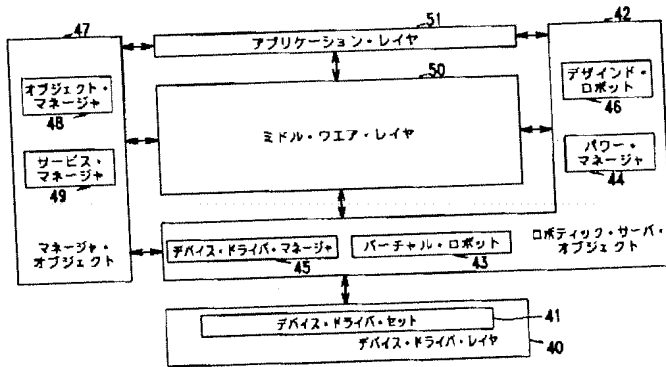 47
51
42
アプリケーション・レイヤ
50
オブジェクト・
マネージャ
48
サービス・
マネージャ
49
ミドル・ウエア・レイヤ
デザインド・
ロボット
46
パワー・
マネージャ
44
マネージャ・
オブジェクト
デバイス・ドライバ・マネージャ
45
バーチャル・ロボット
43
ロボティック・サーバ・
オブジェクト
デバイス・ドライバ・セット
41
デバイス・ドライバ・レイヤ
40